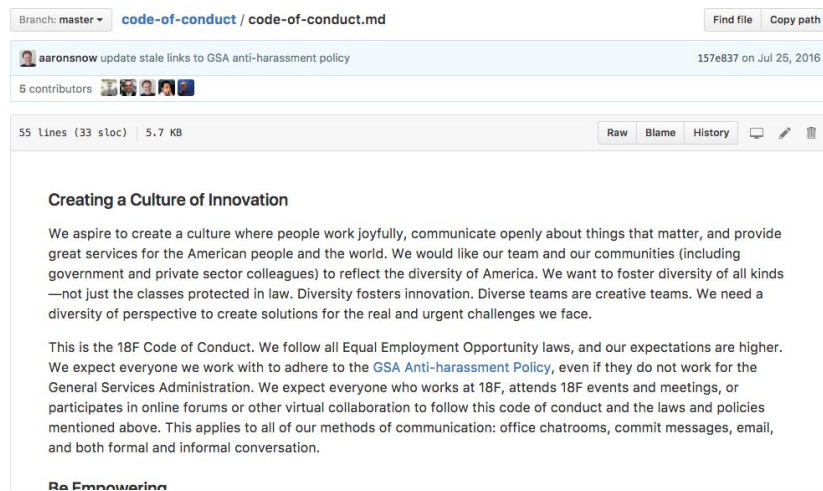 Branch: master code-of-conduct / code-of-conduct.md Find file Copy path
aaronsnow update stale links to GSA anti-harassment policy 157e837 on Jul 25, 2016
5 contributors
55 lines (33 sloc) 5.7 KB Raw Blame History
Creating a Culture of Innovation
We aspire to create a culture where people work joyfully, communicate openly about things that matter, and provide
great services for the American people and the world. We would like our team and our communities (including
government and private sector colleagues) to reflect the diversity of America. We want to foster diversity of all kinds
—not just the classes protected in law. Diversity fosters innovation. Diverse teams are creative teams. We need a
diversity of perspective to create solutions for the real and urgent challenges we face.
This is the 18F Code of Conduct. We follow all Equal Employment Opportunity laws, and our expectations are higher.
We expect everyone we work with to adhere to the GSA Anti-harassment Policy, even if they do not work for the
General Services Administration. We expect everyone who works at 18F, attends 18F events and meetings, or
participates in online forums or other virtual collaboration to follow this code of conduct and the laws and policies
mentioned above. This applies to all of our methods of communication: office chatrooms, commit messages, email,
and both formal and informal conversation.
Be Empowering